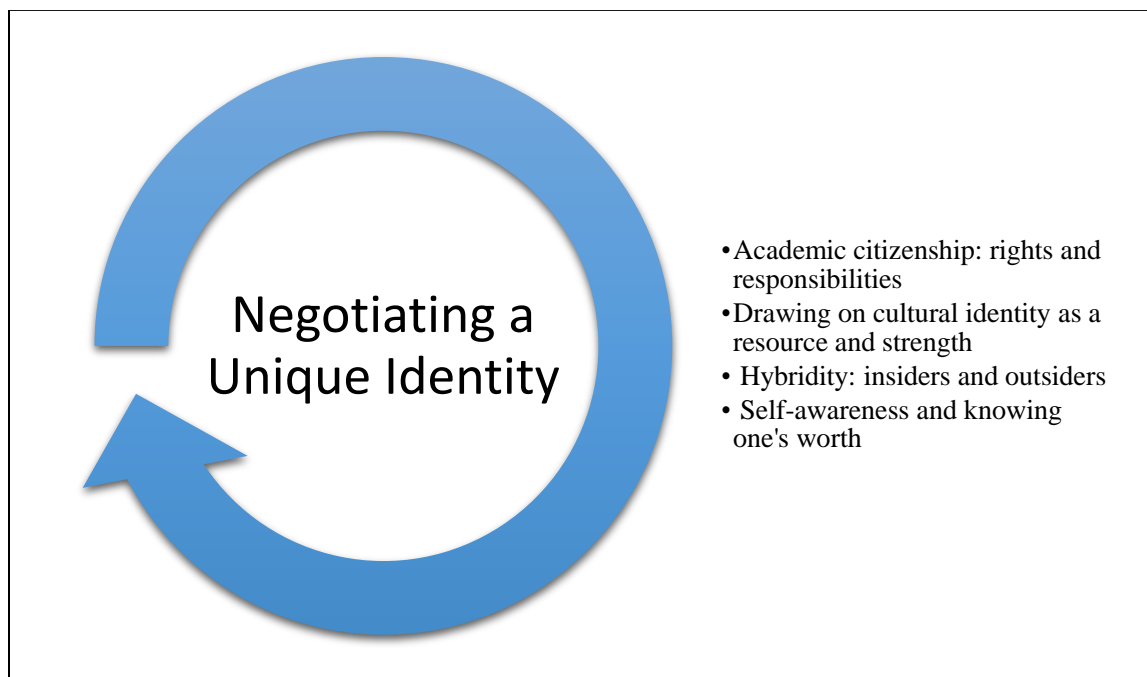 Negotiating a
Unique Identity
•Academic citizenship: rights and
responsibilities
•Drawing on cultural identity as a
resource and strength
• Hybridity: insiders and outsiders
• Self-awareness and knowing
one's worth